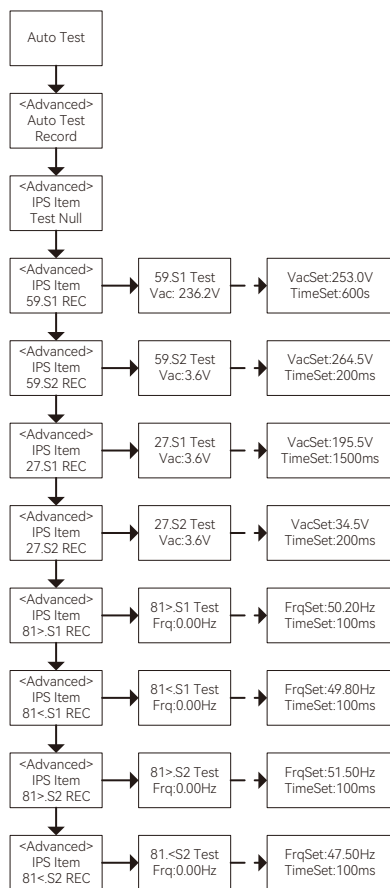 Auto Test
<Advanced>
Auto Test
Record
<Advanced>
IPS Item
Test Null
<Advanced>
IPS Item
59.S1 REC
59.S1 Test
Vac: 236.2V
VacSet:253.0V
TimeSet:600s
<Advanced>
IPS Item
59.S2 REC
59.S2 Test
Vac:3.6V
VacSet:264.5V
TimeSet:200ms
<Advanced>
IPS Item
27.S1 REC
27.S1 Test
Vac:3.6V
VacSet:195.5V
TimeSet:1500ms
<Advanced>
IPS Item
27.S2 REC
27.S2 Test
Vac:3.6V
VacSet:34.5V
TimeSet:200ms
<Advanced>
IPS Item
81>.S1 REC
81>.S1 Test
Frq:0.00Hz
FrqSet:50.20Hz
TimeSet:100ms
<Advanced>
IPS Item
81<.S1 REC
81<.S1 Test
Frq:0.00Hz
FrqSet:49.80Hz
TimeSet:100ms
<Advanced>
IPS Item
81>.S2 REC
81>.S2 Test
Frq:0.00Hz
FrqSet:51.50Hz
TimeSet:100ms
<Advanced>
IPS Item
81<.S2 REC
81.<S2 Test
Frq:0.00Hz
FrqSet:47.50Hz
TimeSet:100ms